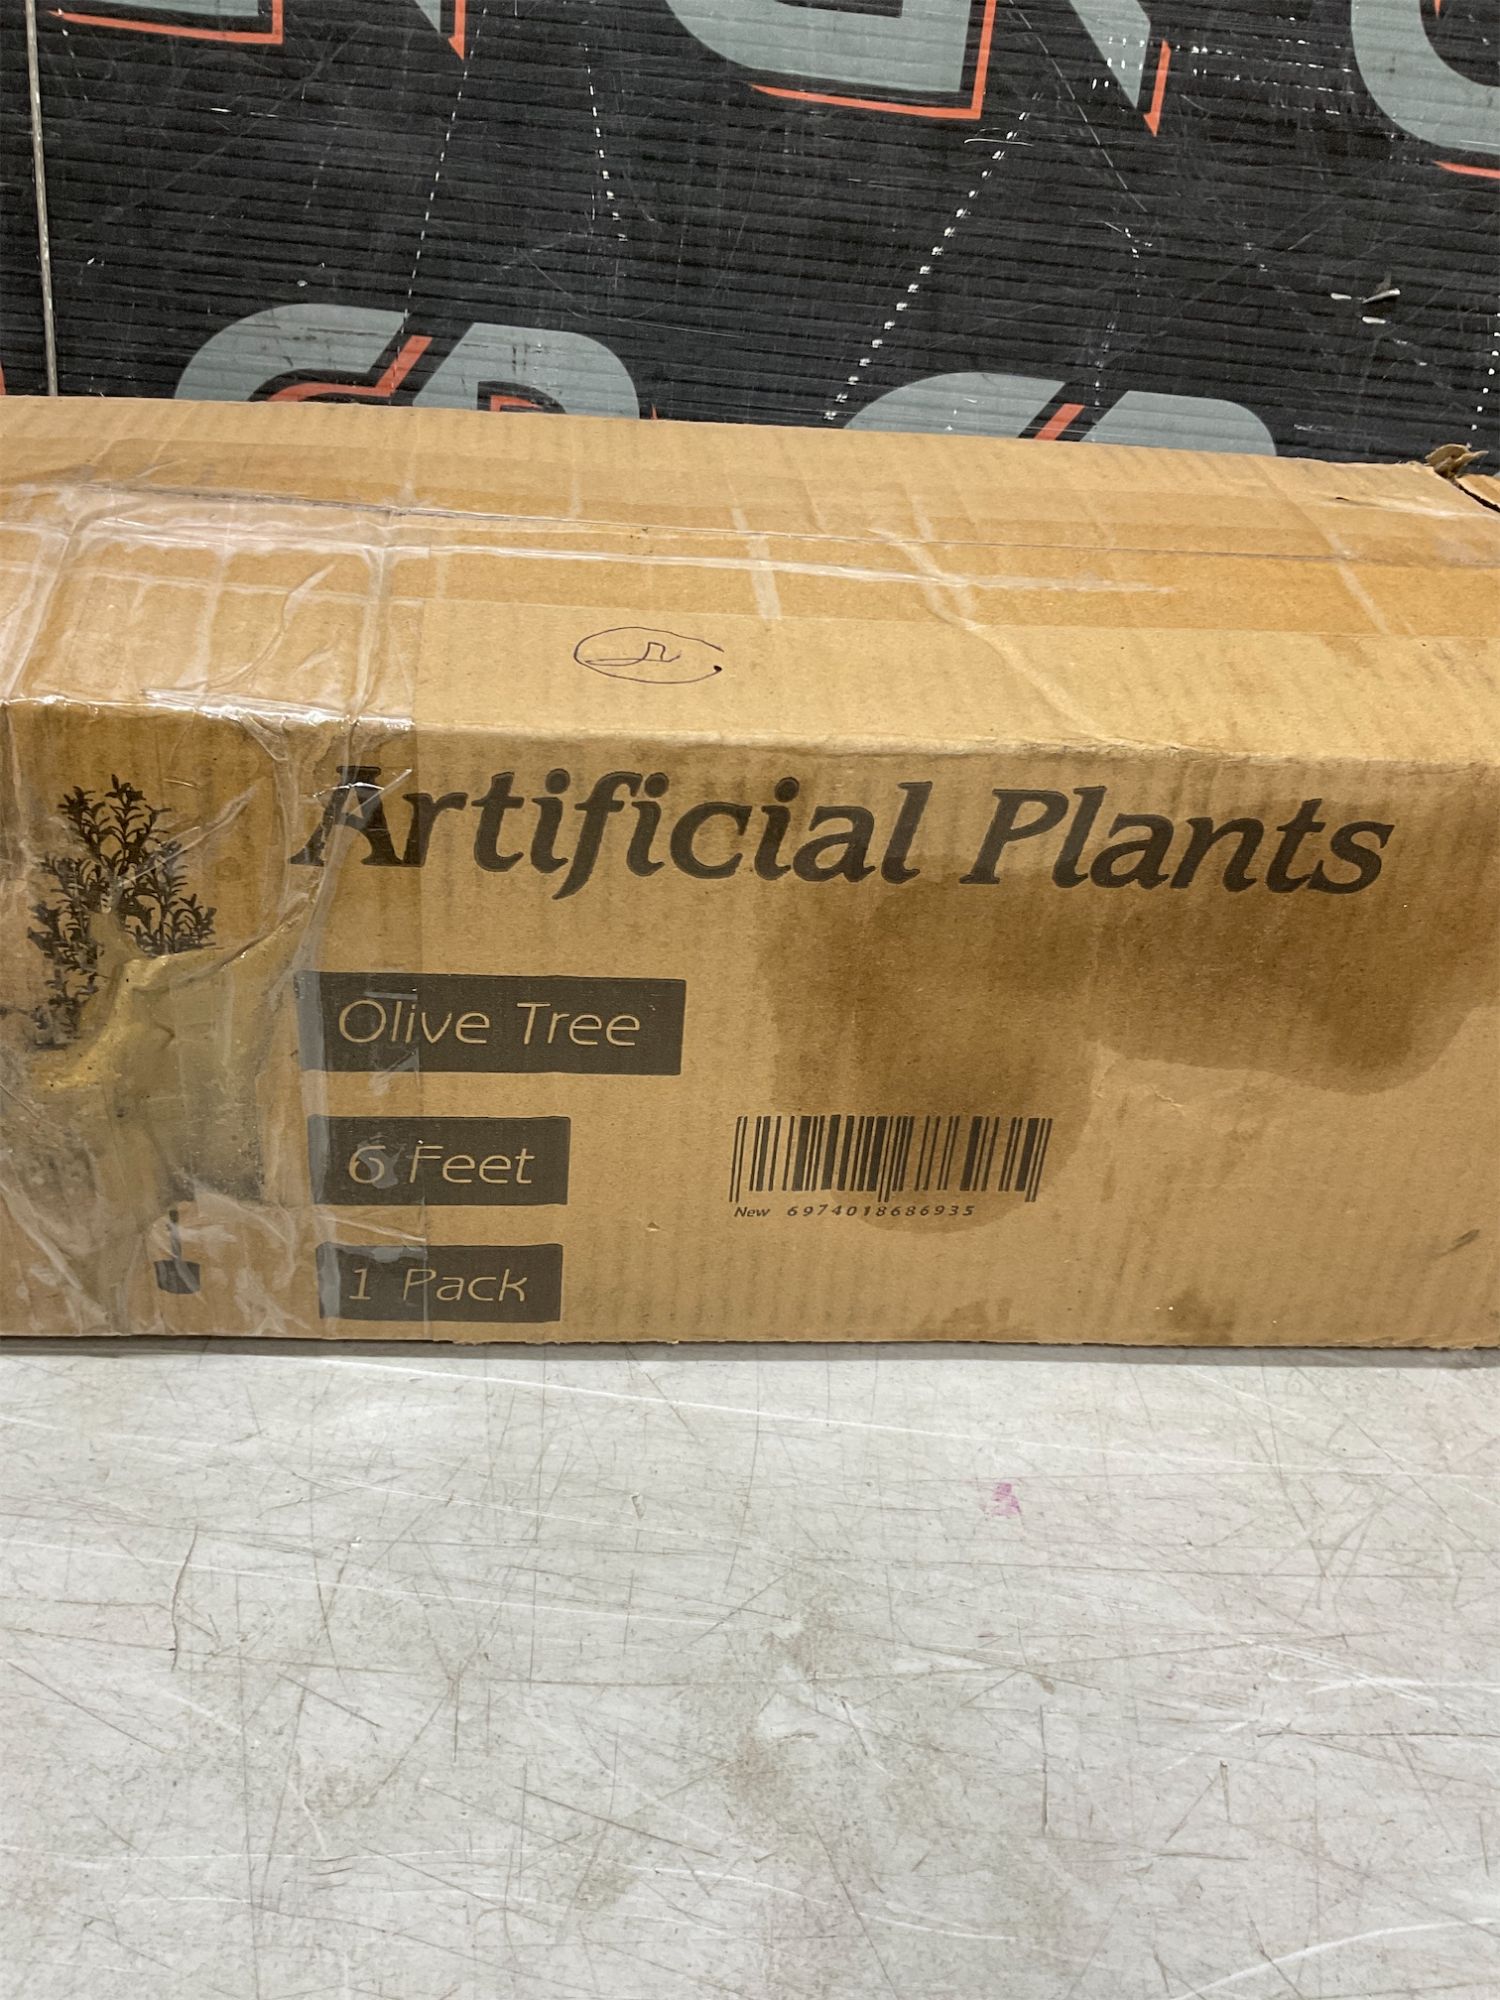 Artificial Plants
Olive Tree
6 Feet
1 Pack
New 6974018686935